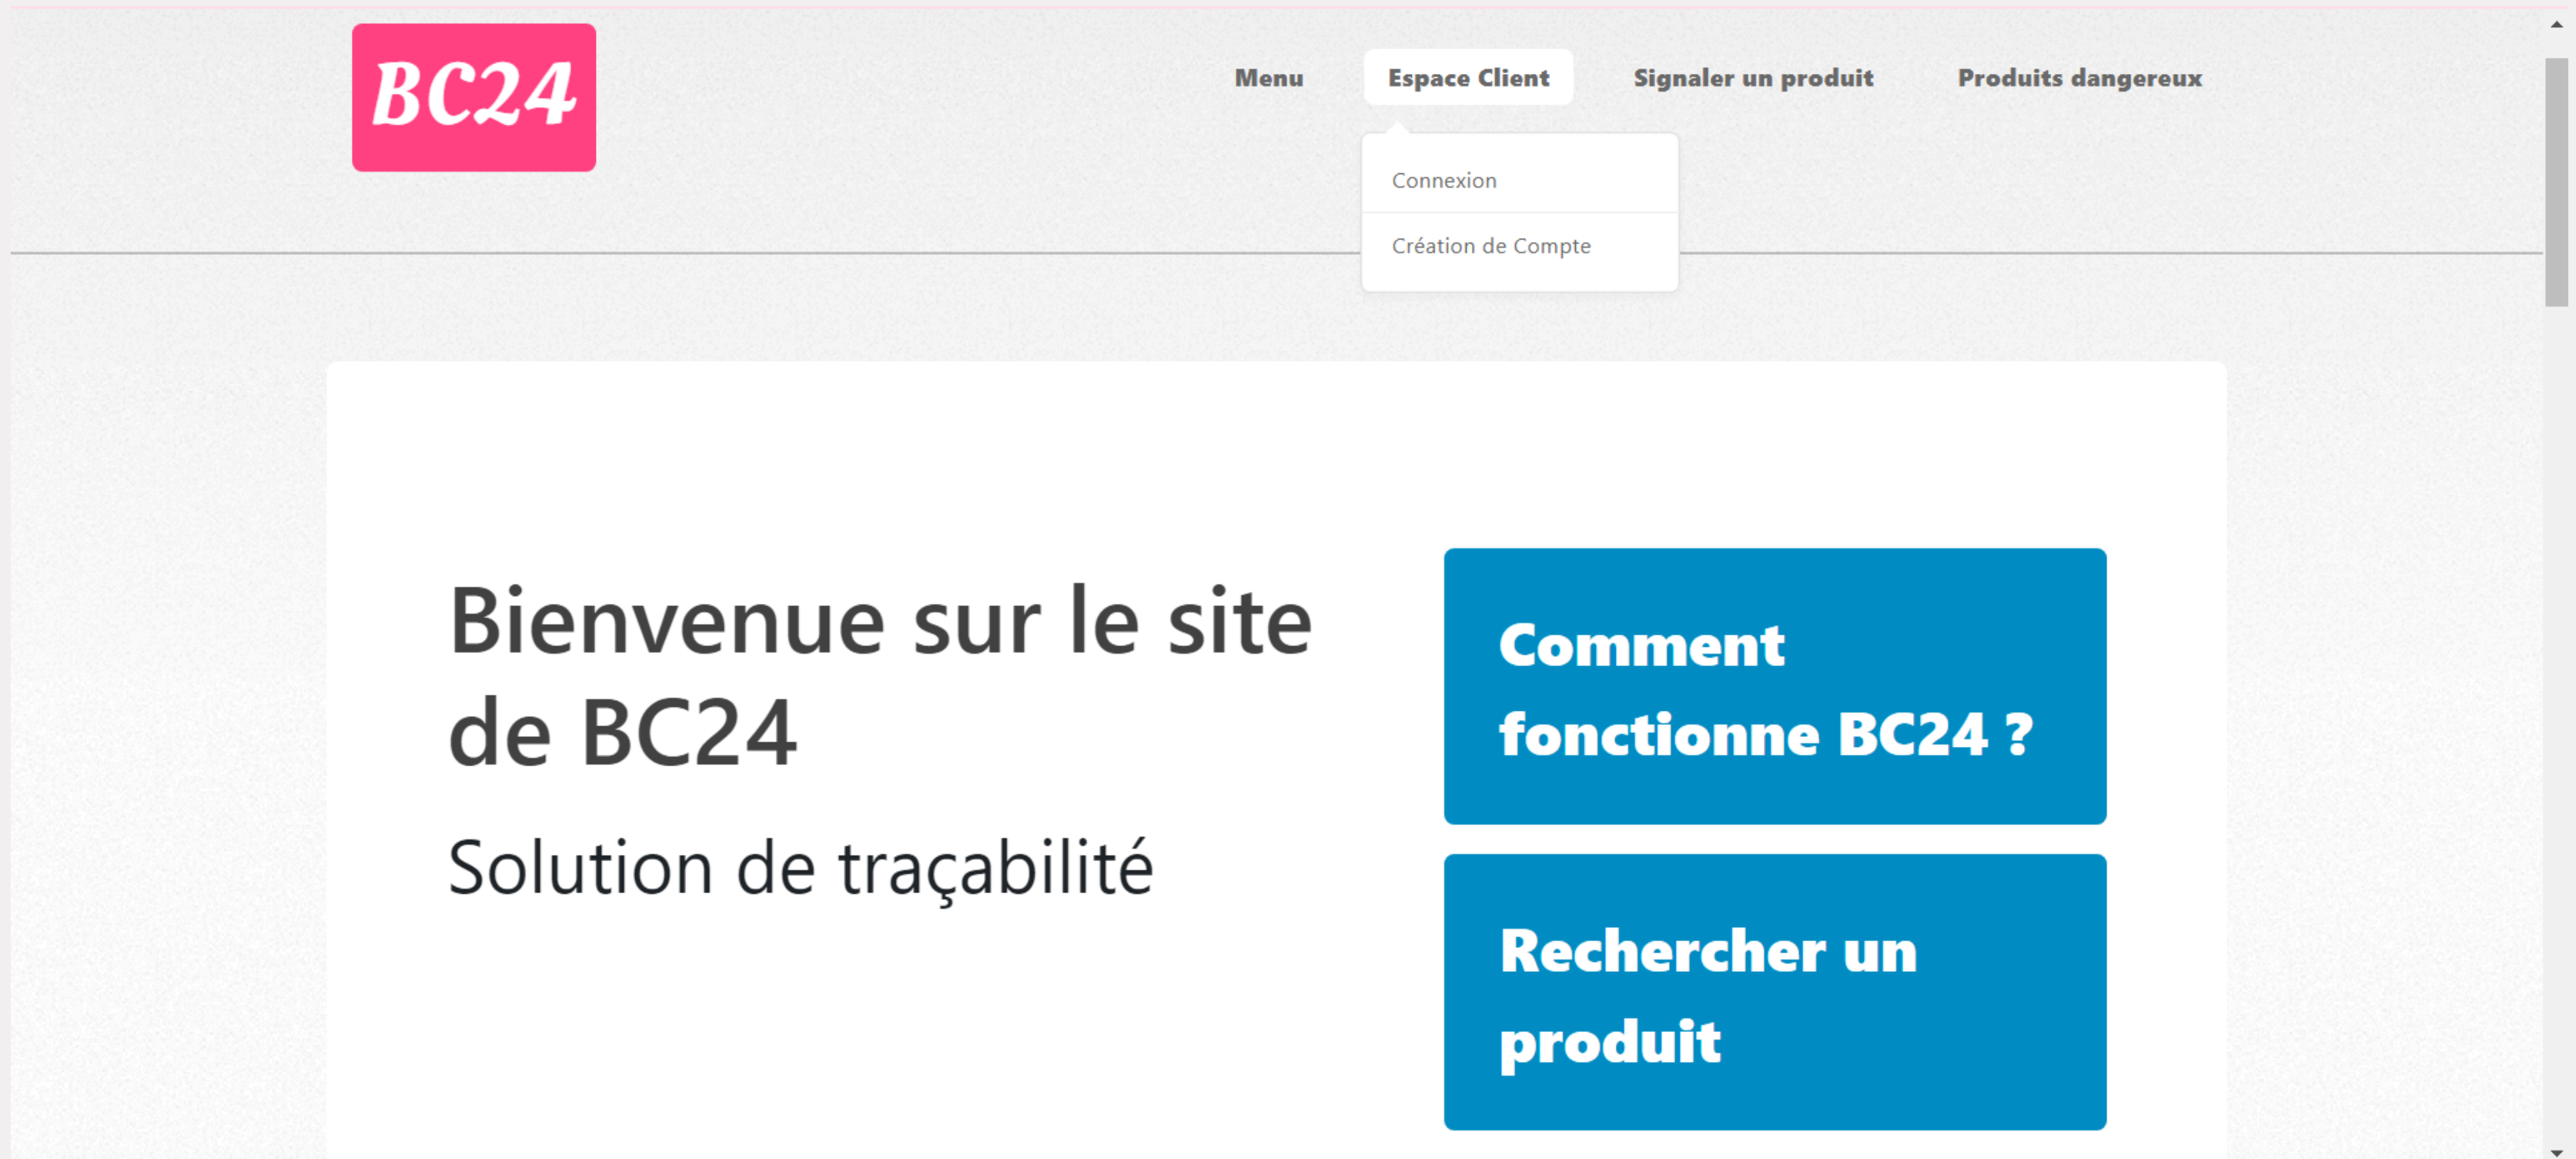 BC24
Menu
Espace Client
Signaler un produit
Produits dangereux
Connexion
Création de Compte
Bienvenue sur le site
de BC24
Solution de traçabilité
Comment
fonctionne BC24 ?
Rechercher un
produit